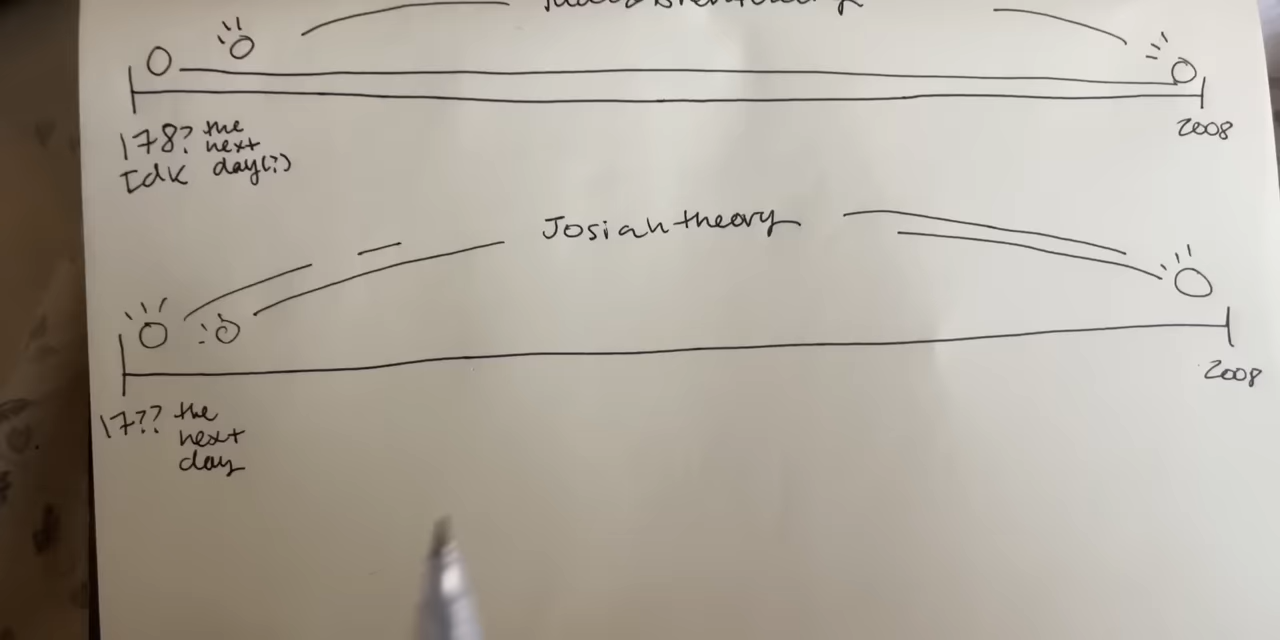 178? the
next
Idk day(?)
2008
Josiah theory
2008
17?? the
next
day